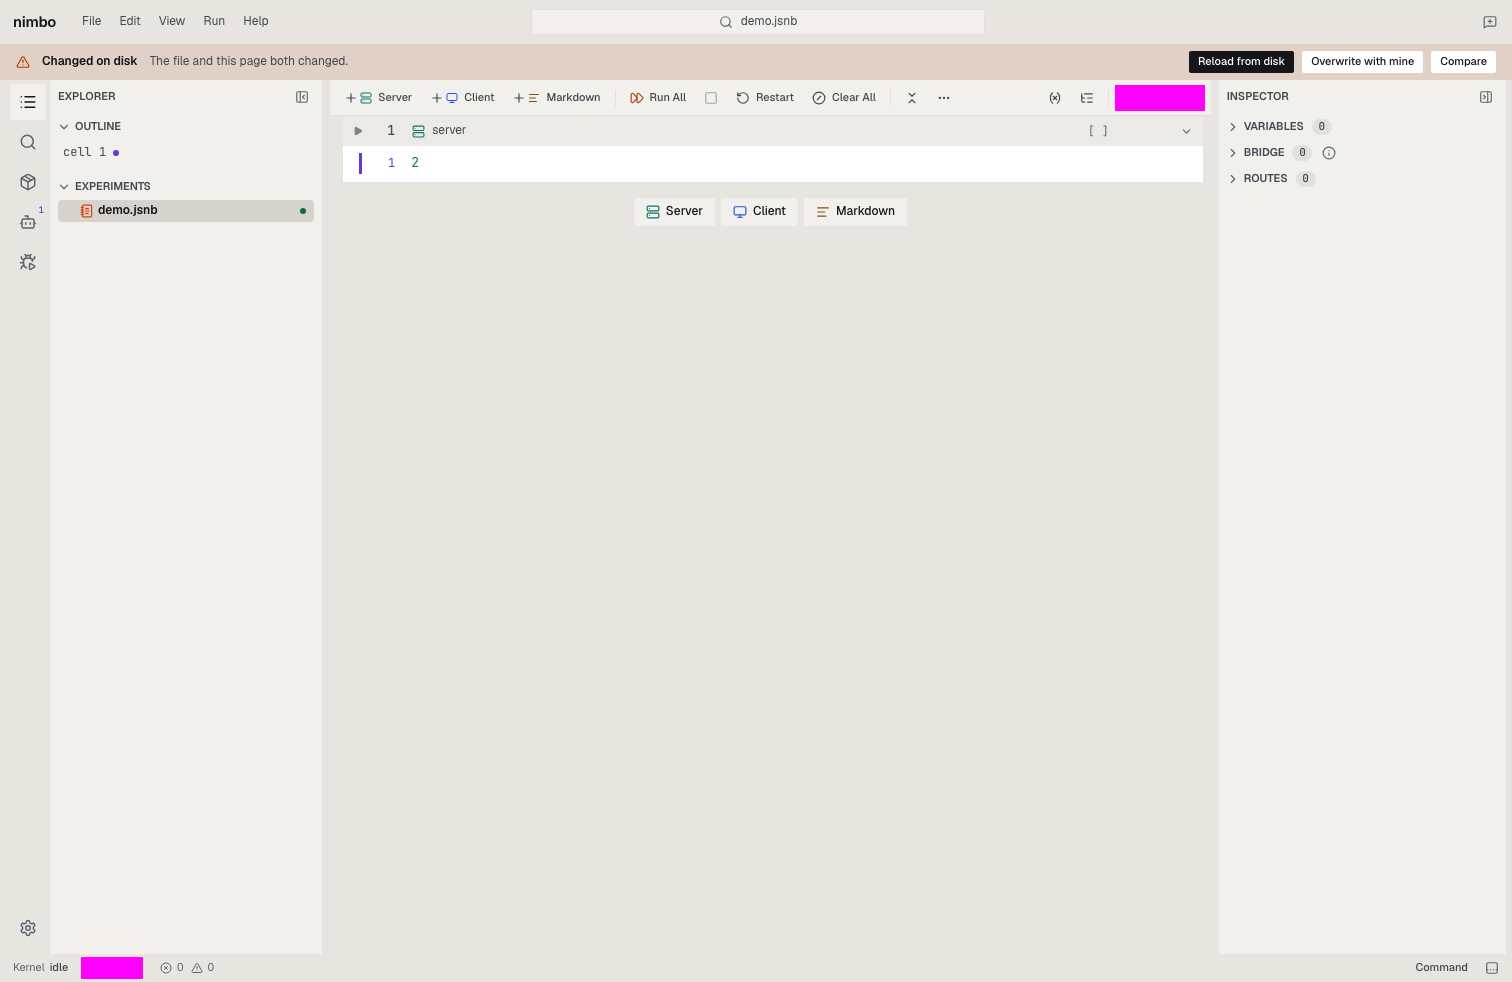 nimbo File Edit View Run Help demo.jsnb
Changed on disk The file and this page both changed. Reload from disk Overwrite with mine Compare
EXPLORER
OUTLINE
cell 1
EXPERIMENTS
demo.jsnb
1
Server Client Markdown Run All Restart Clear All
1 server [ ]
1 2
Server Client Markdown
INSPECTOR
VARIABLES 0
BRIDGE 0
ROUTES 0
Kernel idle 0 0 Command